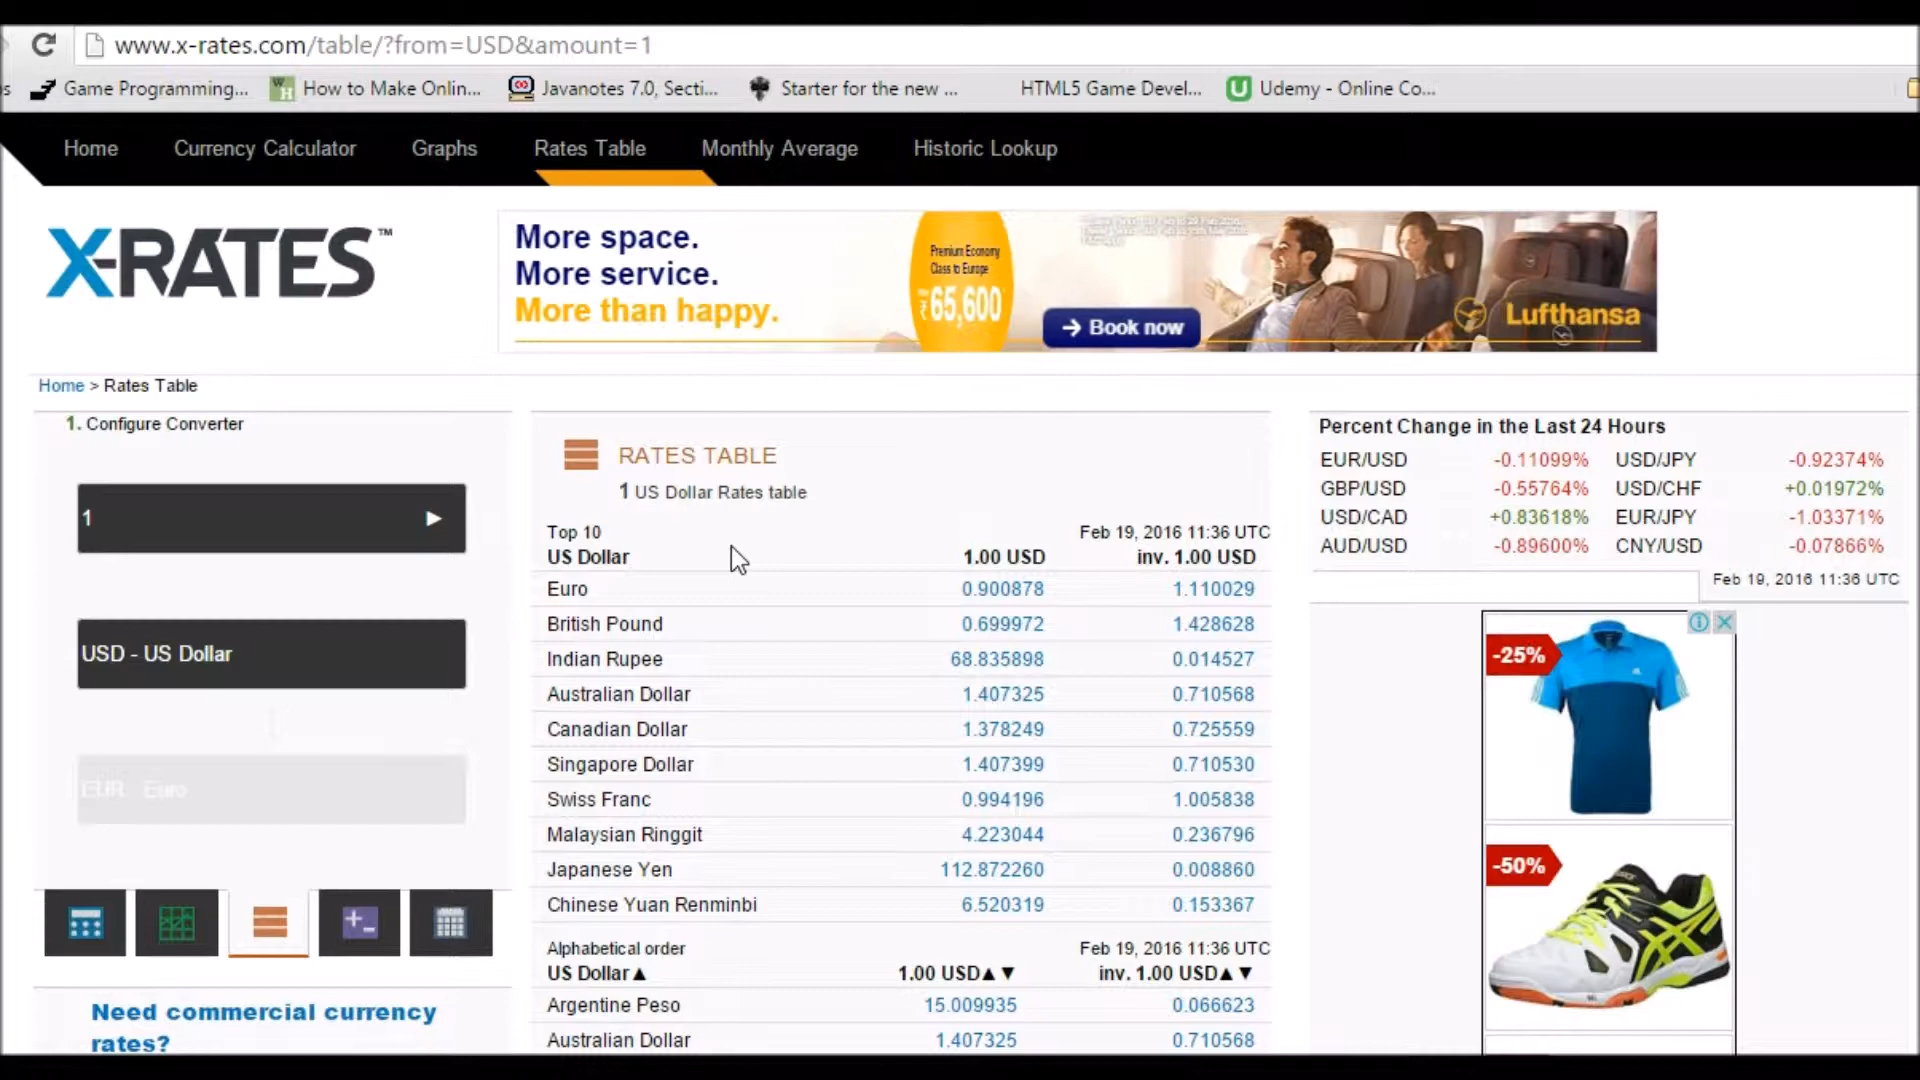 www.x-rates.com/table/?from=USD&amount=1
Game Programming...
How to Make Onlin...
Javanotes 7.0, Secti...
Starter for the new ...
HTML5 Game Devel...
Udemy - Online Co...
Home
Currency Calculator
Graphs
Rates Table
Monthly Average
Historic Lookup
X-RATES™
More space.
More service.
More than happy.
Premium Economy
Class to Europe
₹ 65,600
→ Book now
Lufthansa
Home > Rates Table
1. Configure Converter
1
USD - US Dollar
EUR Euro
Need commercial currency
rates?
RATES TABLE
1 US Dollar Rates table
Top 10 Feb 19, 2016 11:36 UTC
US Dollar 1.00 USD inv. 1.00 USD
Euro 0.900878 1.110029
British Pound 0.699972 1.428628
Indian Rupee 68.835898 0.014527
Australian Dollar 1.407325 0.710568
Canadian Dollar 1.378249 0.725559
Singapore Dollar 1.407399 0.710530
Swiss Franc 0.994196 1.005838
Malaysian Ringgit 4.223044 0.236796
Japanese Yen 112.872260 0.008860
Chinese Yuan Renminbi 6.520319 0.153367
Alphabetical order Feb 19, 2016 11:36 UTC
US Dollar▲ 1.00 USD▲▼ inv. 1.00 USD▲▼
Argentine Peso 15.009935 0.066623
Australian Dollar 1.407325 0.710568
Percent Change in the Last 24 Hours
EUR/USD -0.11099% USD/JPY -0.92374%
GBP/USD -0.55764% USD/CHF +0.01972%
USD/CAD +0.83618% EUR/JPY -1.03371%
AUD/USD -0.89600% CNY/USD -0.07866%
Feb 19, 2016 11:36 UTC
-25%
-50%